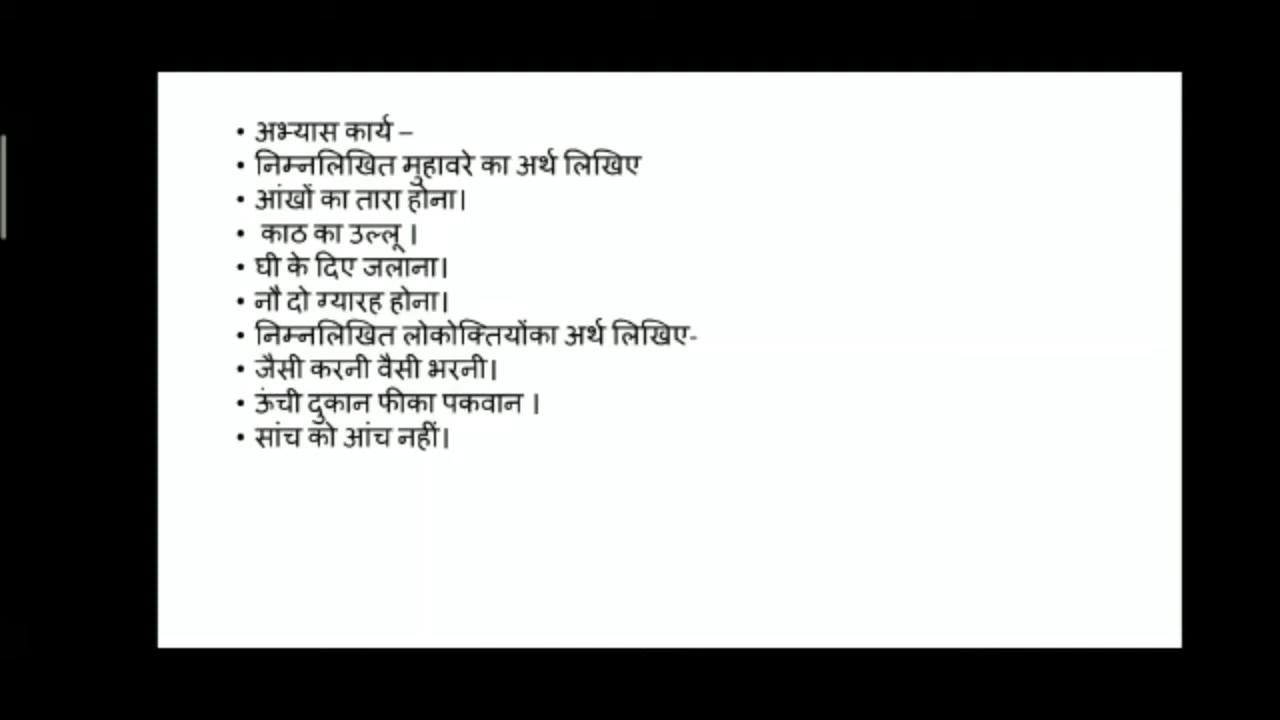 • अभ्यास कार्य –
• निम्नलिखित मुहावरे का अर्थ लिखिए
• आंखों का तारा होना।
• काठ का उल्लू ।
• घी के दिए जलाना।
• नौ दो ग्यारह होना।
• निम्नलिखित लोकोक्तियोंका अर्थ लिखिए-
• जैसी करनी वैसी भरनी।
• ऊंची दुकान फीका पकवान ।
• सांच को आंच नहीं।